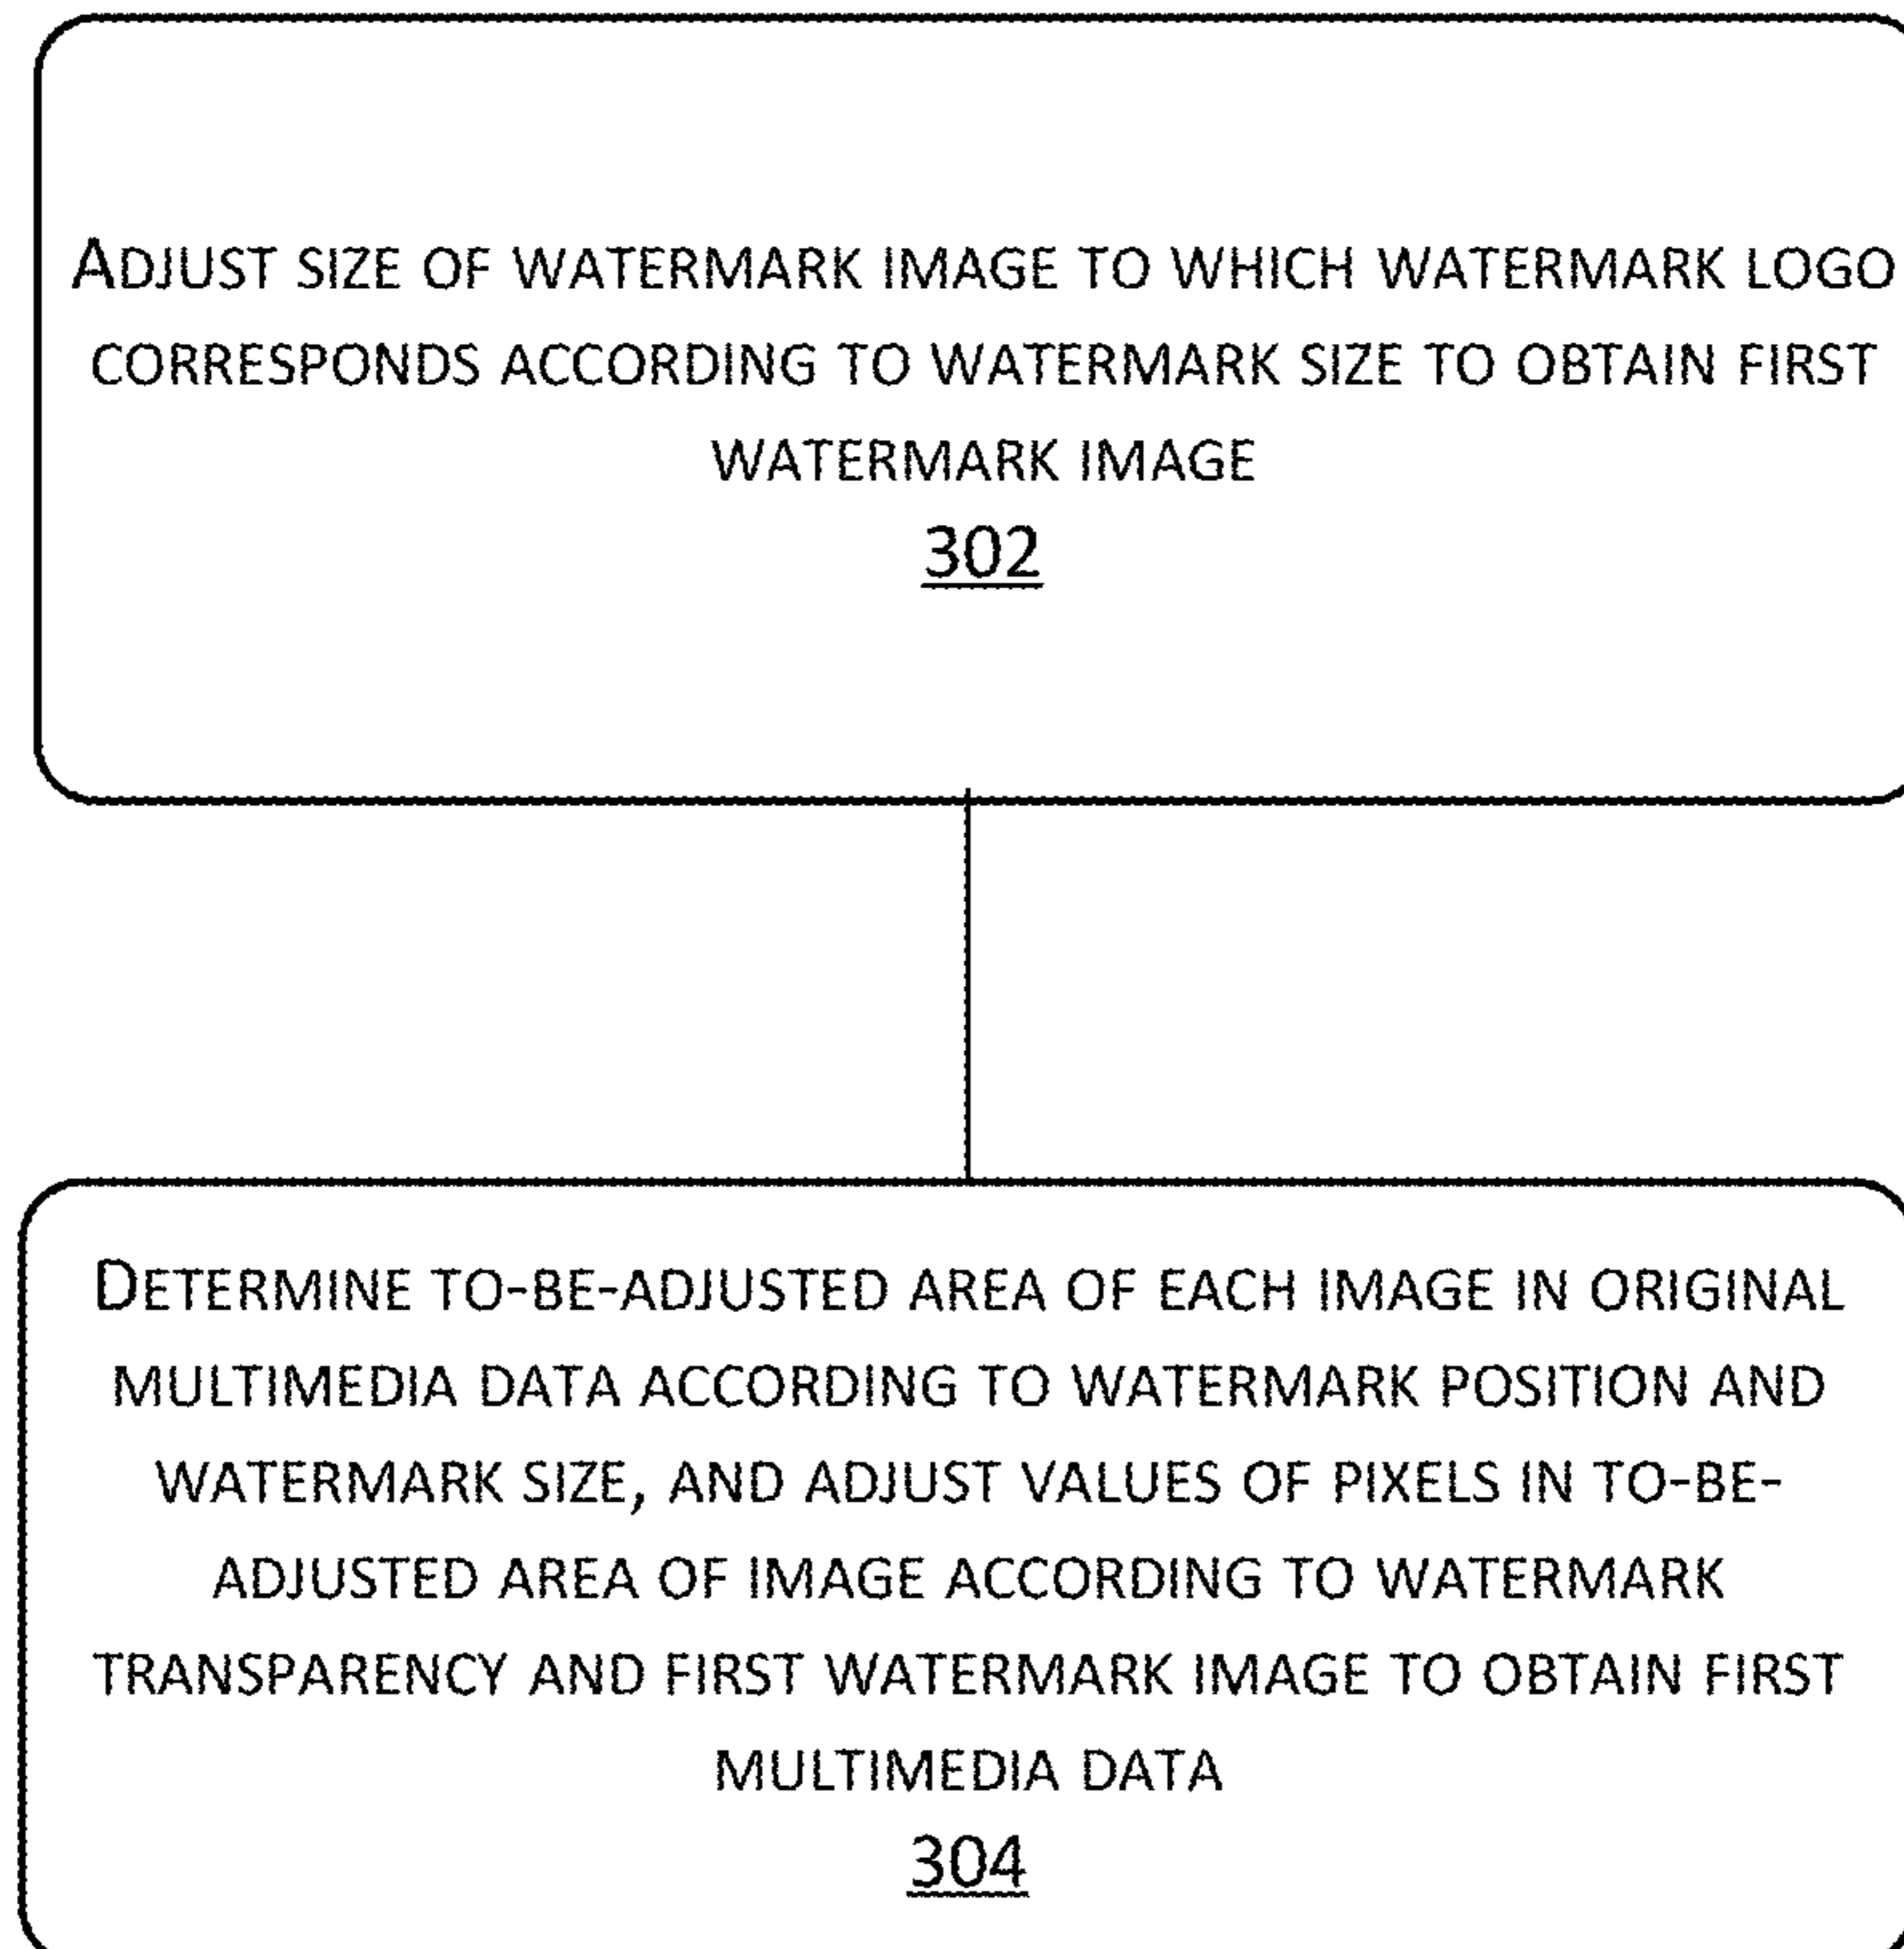 ADJUST SIZE OF WATERMARK IMAGE TO WHICH WATERMARK LOGO
CORRESPONDS ACCORDING TO WATERMARK SIZE TO OBTAIN FIRST
WATERMARK IMAGE
302
DETERMINE TO-BE-ADJUSTED AREA OF EACH IMAGE IN ORIGINAL
MULTIMEDIA DATA ACCORDING TO WATERMARK POSITION AND
WATERMARK SIZE, AND ADJUST VALUES OF PIXELS IN TO-BE-
ADJUSTED AREA OF IMAGE ACCORDING TO WATERMARK
TRANSPARENCY AND FIRST WATERMARK IMAGE TO OBTAIN FIRST
MULTIMEDIA DATA
304